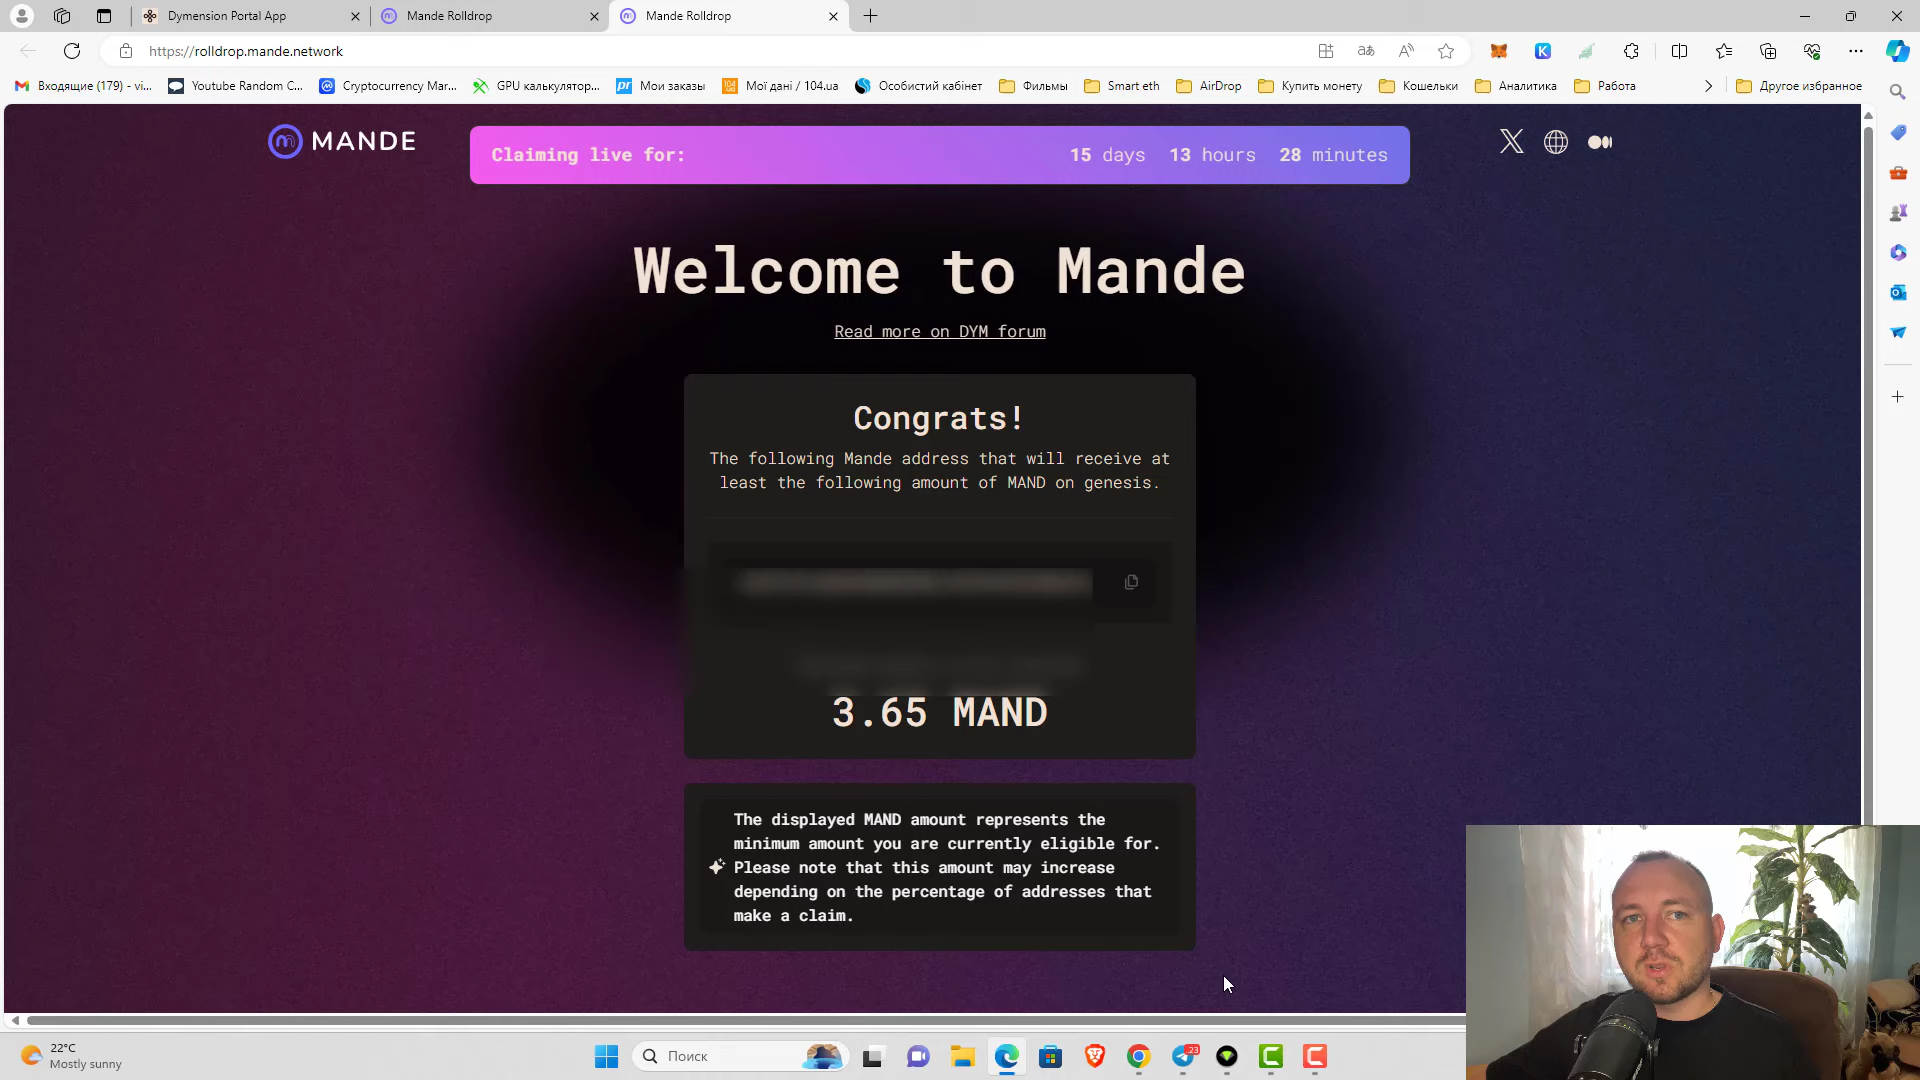 Dymension Portal App
Mande Rolldrop
Mande Rolldrop
https://rolldrop.mande.network
Входящие (179) - vi...
Youtube Random C...
Cryptocurrency Mar...
GPU калькулятор...
Мои заказы
Мої дані / 104.ua
Особистий кабінет
Фильмы
Smart eth
AirDrop
Купить монету
Кошельки
Аналитика
Работа
Другое избранное
MANDE
Claiming live for:
15 days 13 hours 28 minutes
Welcome to Mande
Read more on DYM forum
Congrats!
The following Mande address that will receive at
least the following amount of MAND on genesis.
3.65 MAND
The displayed MAND amount represents the
minimum amount you are currently eligible for.
Please note that this amount may increase
depending on the percentage of addresses that
make a claim.
22°C
Mostly sunny
Поиск
23